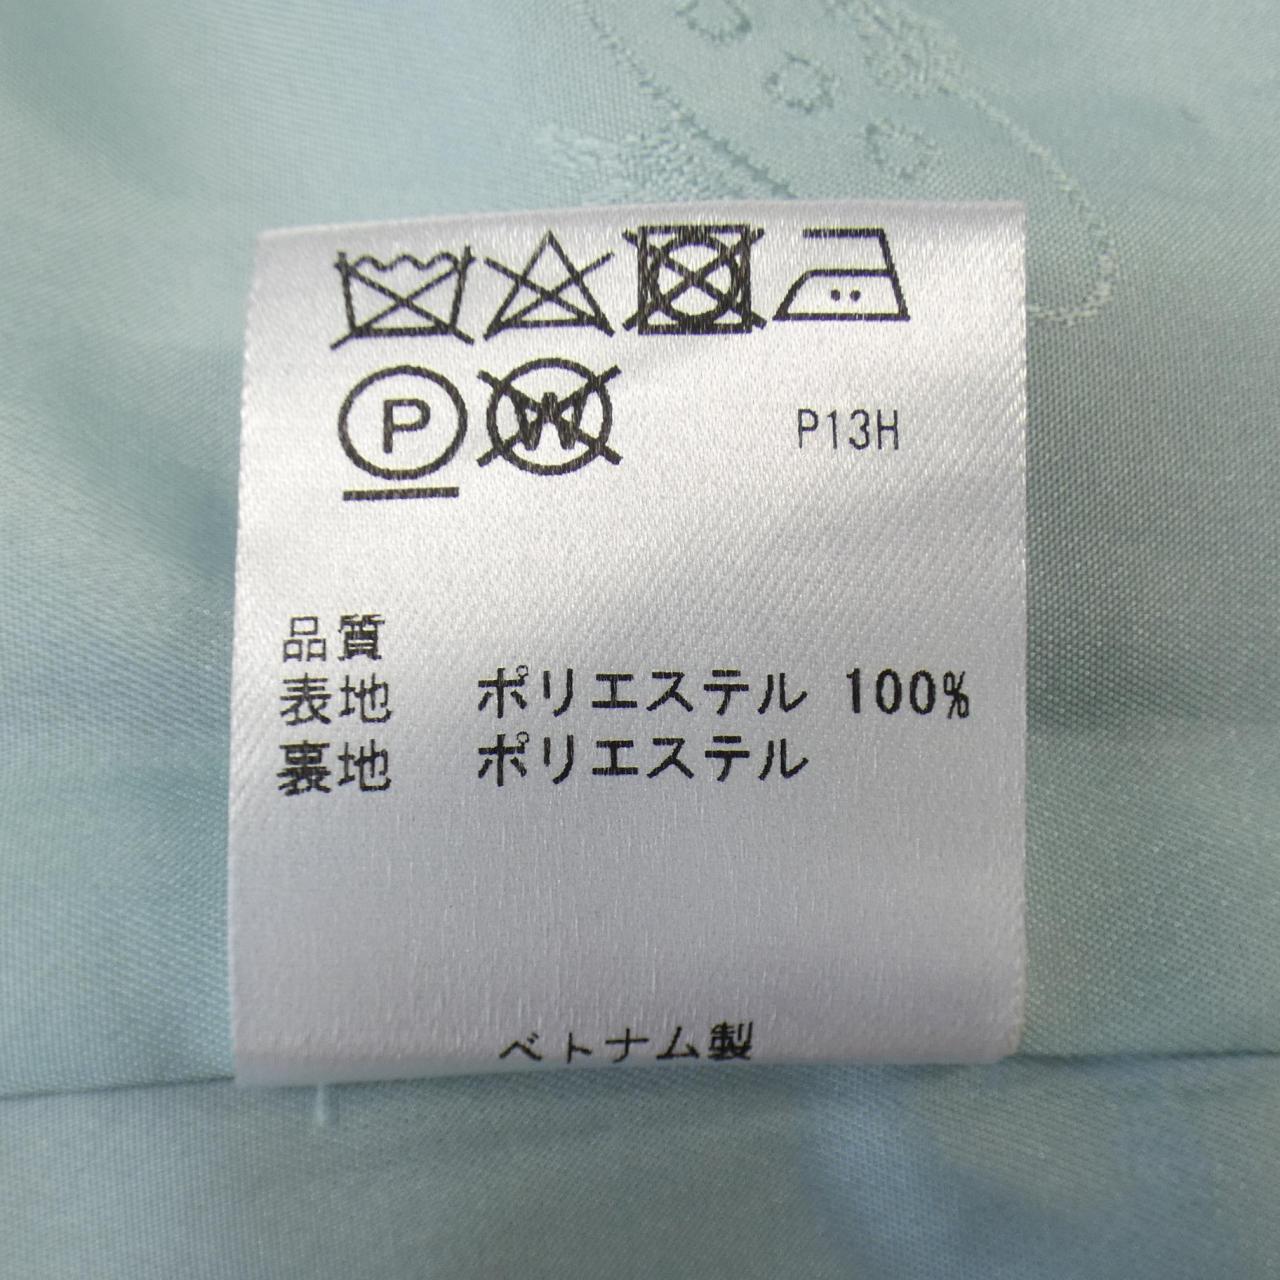 P W P13H
品質
表地 ポリエステル 100%
裏地 ポリエステル
ベトナム製